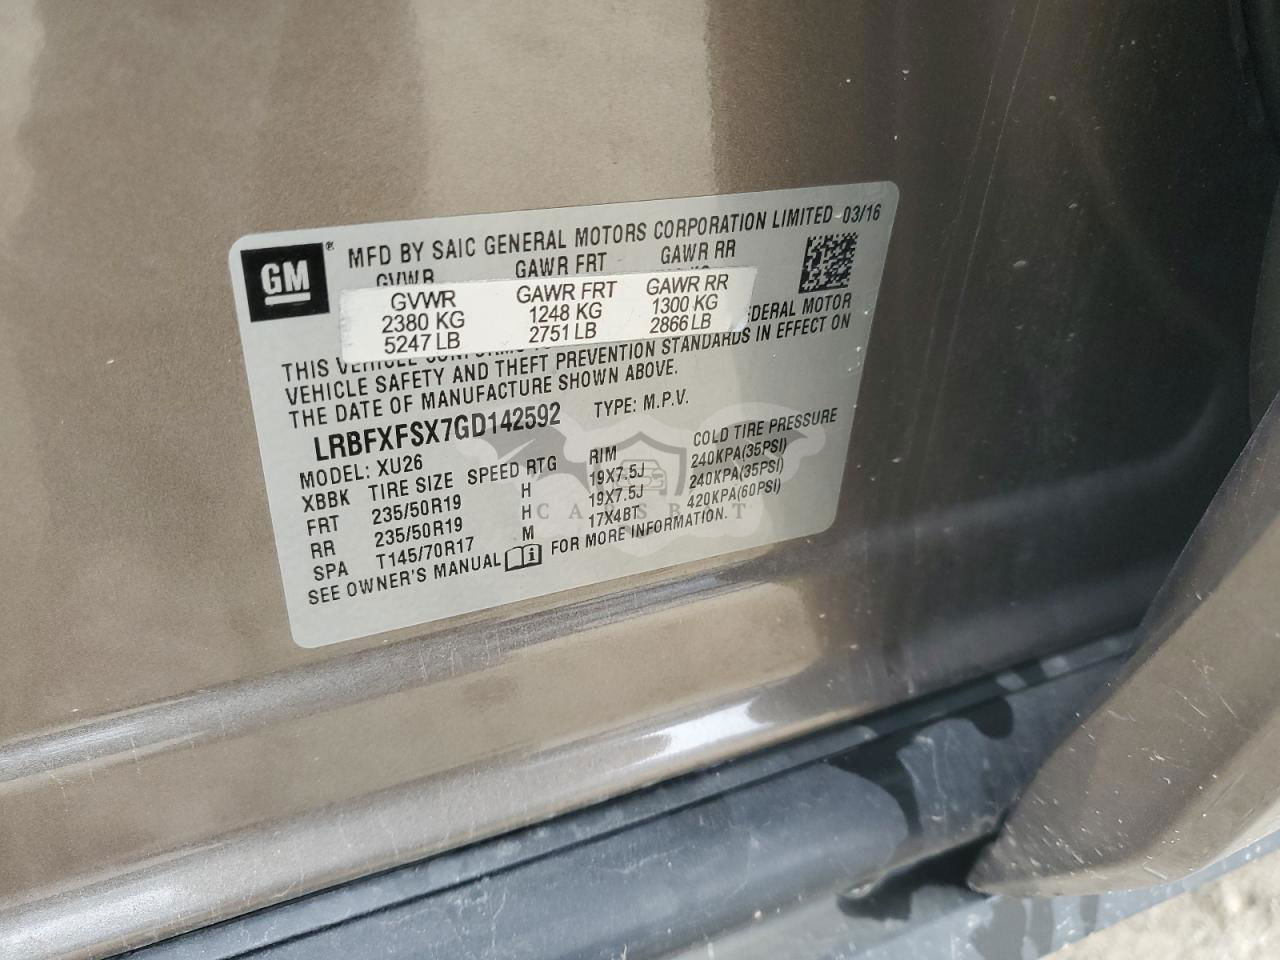 GM
MFD BY SAIC GENERAL MOTORS CORPORATION LIMITED 03/16
GVWR GAWR FRT GAWR RR
GVWR GAWR FRT GAWR RR
2380 KG 1248 KG 1300 KG
5247 LB 2751 LB 2866 LB
THIS VEHICLE CONFORMS FEDERAL MOTOR
VEHICLE SAFETY AND THEFT PREVENTION STANDARDS IN EFFECT ON
THE DATE OF MANUFACTURE SHOWN ABOVE.
LRBFXFSX7GD142592 TYPE: M.P.V.
MODEL: XU26
XBBK TIRE SIZE SPEED RTG RIM COLD TIRE PRESSURE
FRT 235/50R19 H 19X7.5J 240KPA(35PSI)
RR 235/50R19 H 19X7.5J 240KPA(35PSI)
SPA T145/70R17 M 17X4BT 420KPA(60PSI)
SEE OWNER'S MANUAL FOR MORE INFORMATION.
CARSBAT